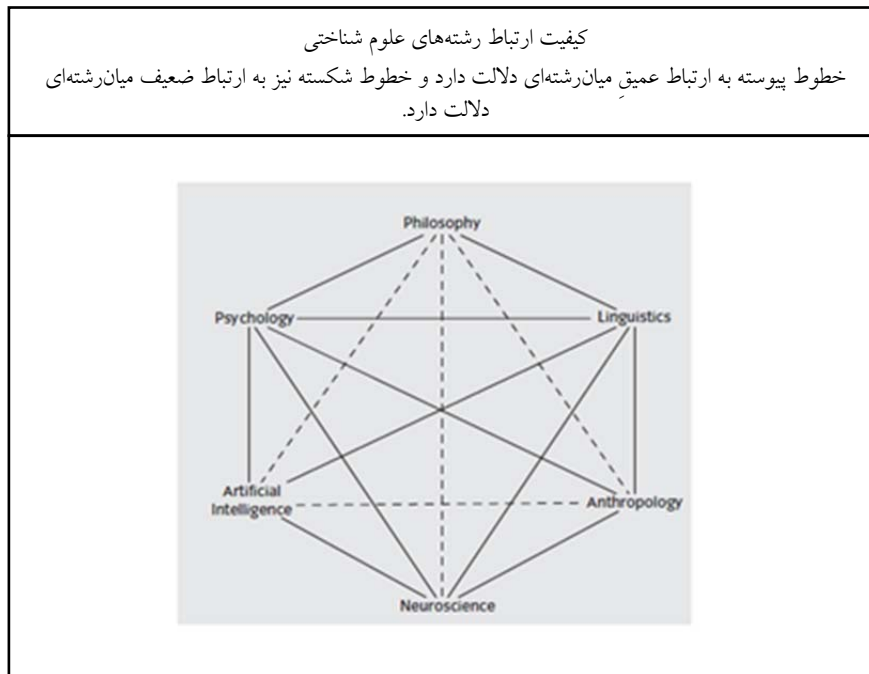 کیفیت ارتباط رشته‌های علوم شناختی
خطوط پیوسته به ارتباط عمیقِ میان‌رشته‌ای دلالت دارد و خطوط شکسته نیز به ارتباط ضعیف میان‌رشته‌ای
دلالت دارد.
Philosophy
Psychology
Linguistics
Artificial
Intelligence
Anthropology
Neuroscience